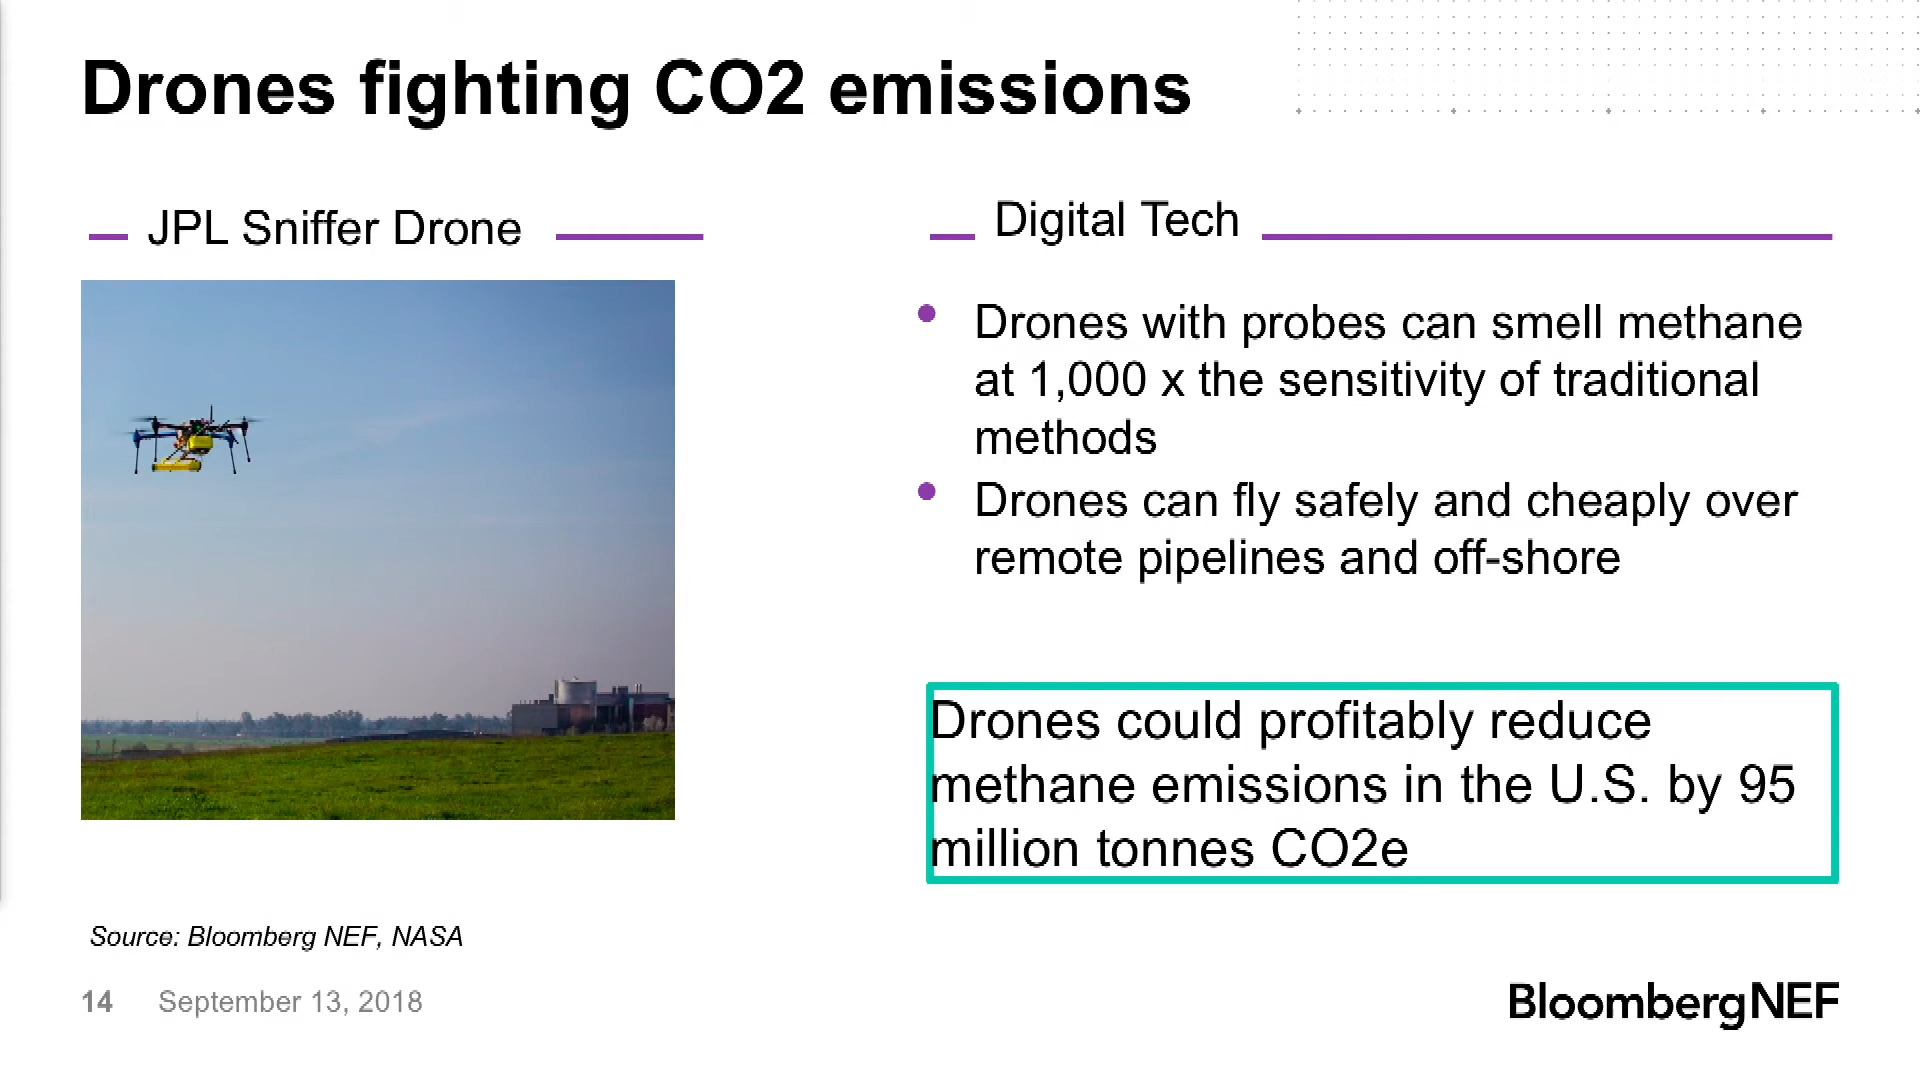 Drones fighting CO2 emissions
JPL Sniffer Drone
Digital Tech
Drones with probes can smell methane
at 1,000 x the sensitivity of traditional
methods
Drones can fly safely and cheaply over
remote pipelines and off-shore
Drones could profitably reduce
methane emissions in the U.S. by 95
million tonnes CO2e
Source: Bloomberg NEF, NASA
14 September 13, 2018
BloombergNEF